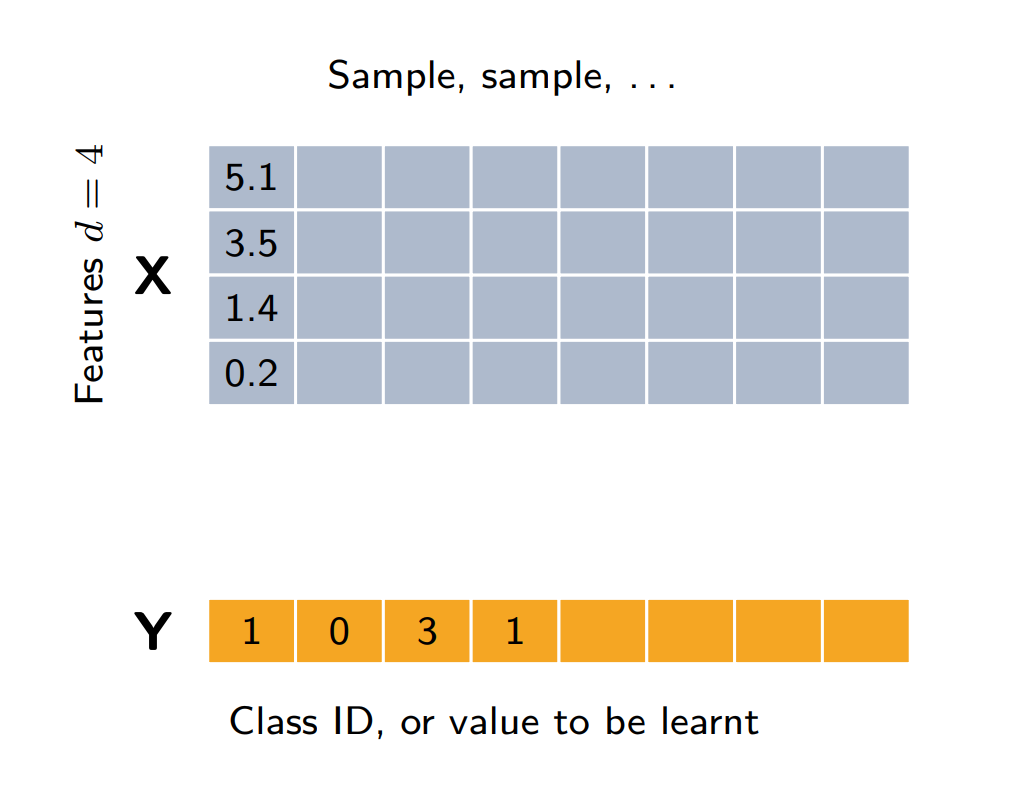 Sample, sample, ...
Features d = 4
X
5.1
3.5
1.4
0.2
Y
1 0 3 1
Class ID, or value to be learnt